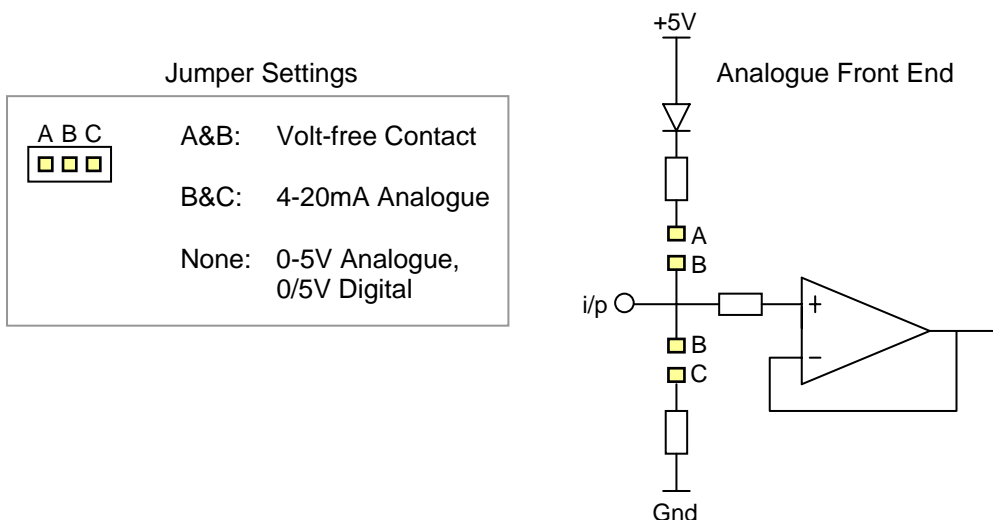 Jumper Settings
A B C
A&B: Volt-free Contact
B&C: 4-20mA Analogue
None: 0-5V Analogue,
0/5V Digital
+5V
Analogue Front End
A
B
i/p
+
B
−
C
Gnd